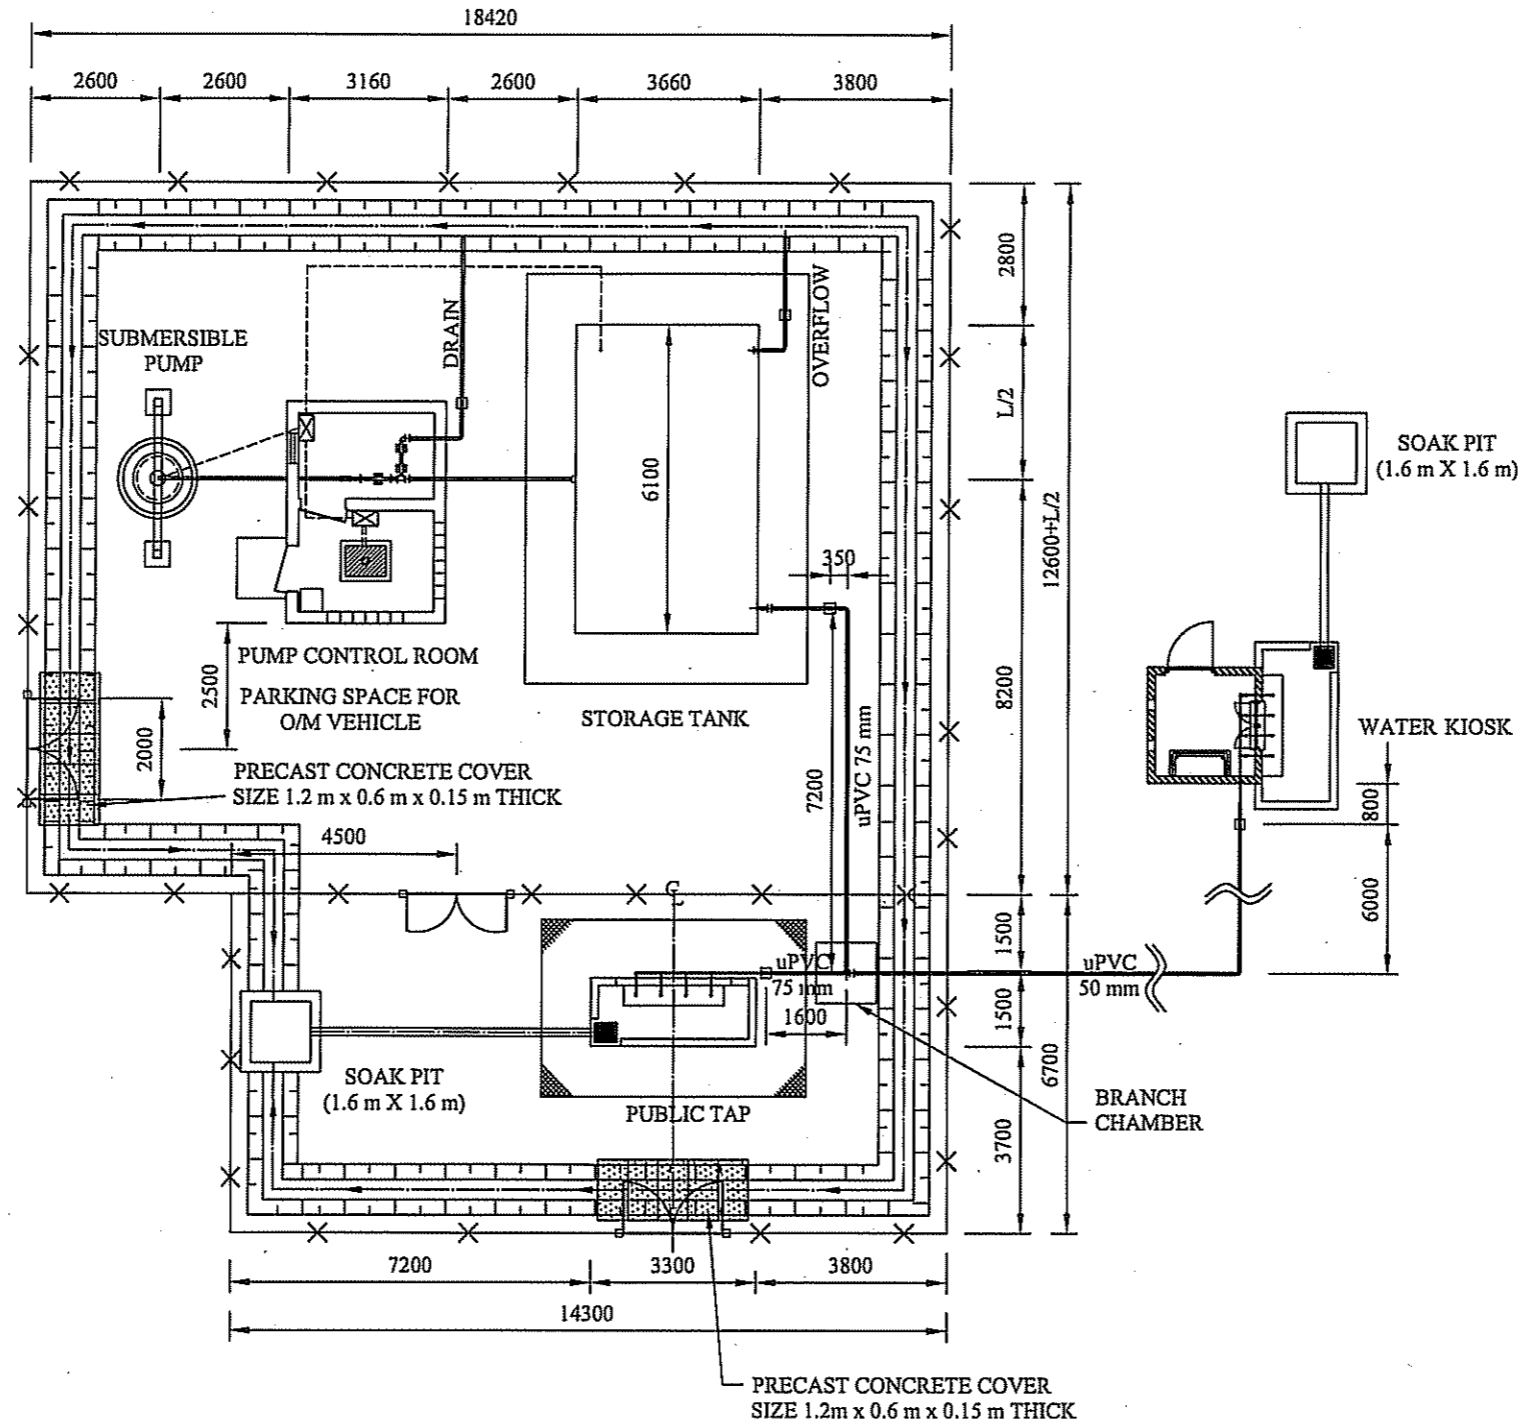 18420
2600
2600
3160
2600
3660
3800
2800
L/2
8200
12600+L/2
SUBMERSIBLE
PUMP
DRAIN
OVERFLOW
6100
350
SOAK PIT
(1.6 m X 1.6 m)
PUMP CONTROL ROOM
PARKING SPACE FOR
O/M VEHICLE
2500
2000
STORAGE TANK
uPVC 75 mm
7200
WATER KIOSK
800
6000
PRECAST CONCRETE COVER
SIZE 1.2 m x 0.6 m x 0.15 m THICK
4500
CL
1500
uPVC
75 mm
uPVC
50 mm
1600
1500
6700
3700
SOAK PIT
(1.6 m X 1.6 m)
PUBLIC TAP
BRANCH
CHAMBER
7200
3300
3800
14300
PRECAST CONCRETE COVER
SIZE 1.2m x 0.6 m x 0.15 m THICK